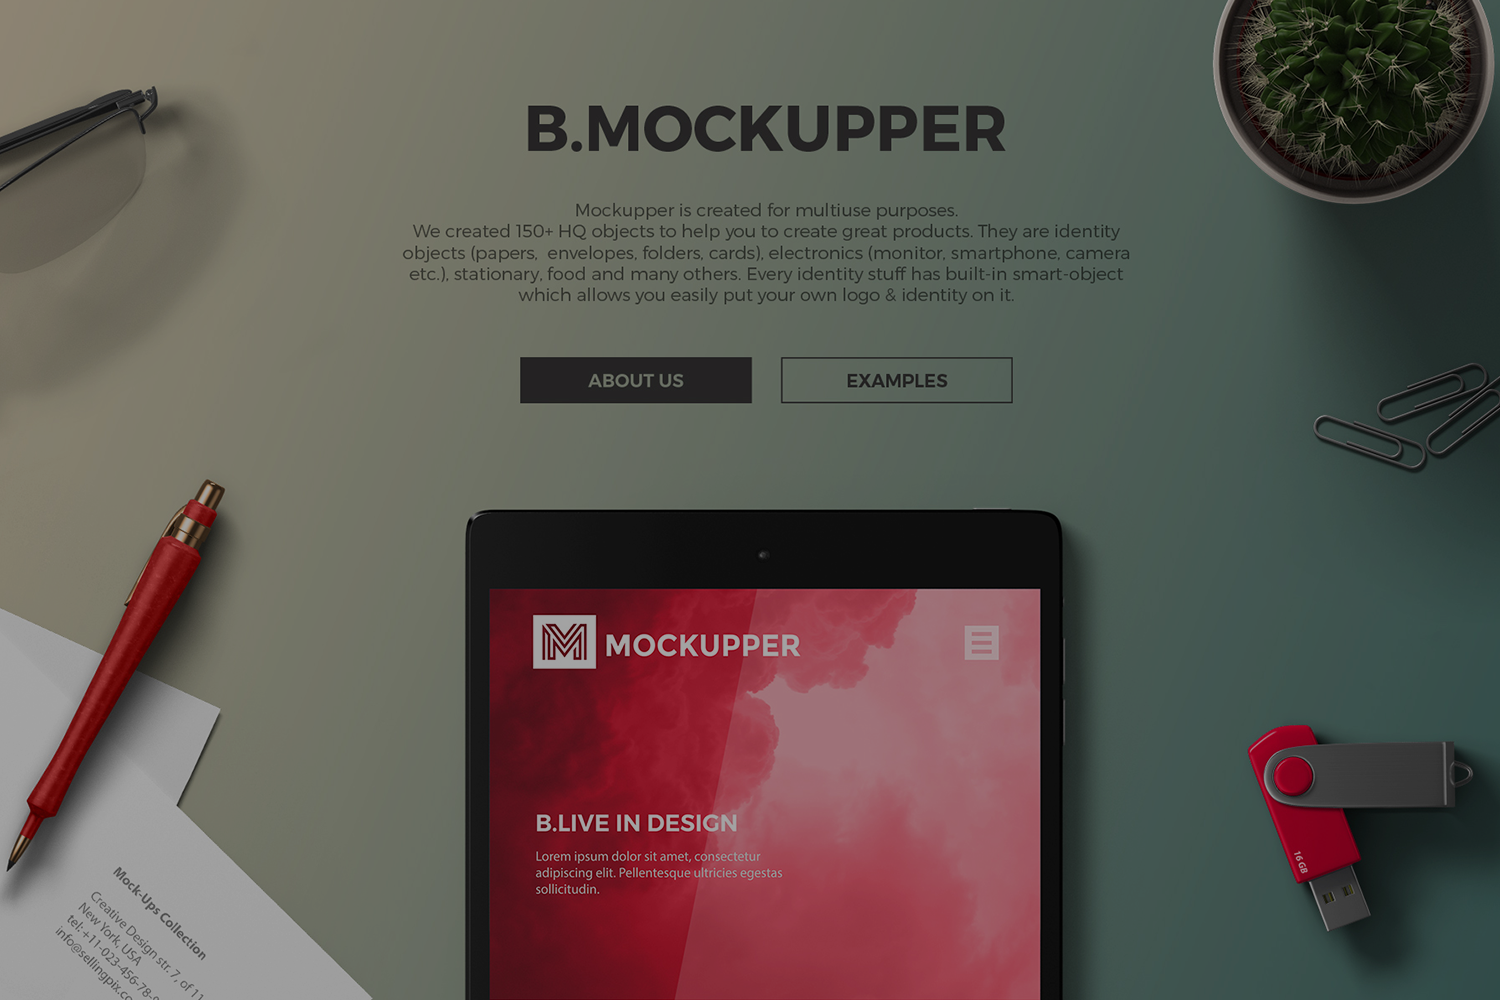 B.MOCKUPPER
Mockupper is created for multiuse purposes.
We created 150+ HQ objects to help you to create great products. They are identity
objects (papers, envelopes, folders, cards), electronics (monitor, smartphone, camera
etc.), stationary, food and many others. Every identity stuff has built-in smart-object
which allows you easily put your own logo & identity on it.
ABOUT US
EXAMPLES
M MOCKUPPER
B.LIVE IN DESIGN
Lorem ipsum dolor sit amet, consectetur
adipiscing elit. Pellentesque ultricies egestas
sollicitudin.
16 GB
Mock-Ups Collection
Creative Design str. 7, of 11
New York, USA
tel:+11-023-456-78-
info@sellingpix.co